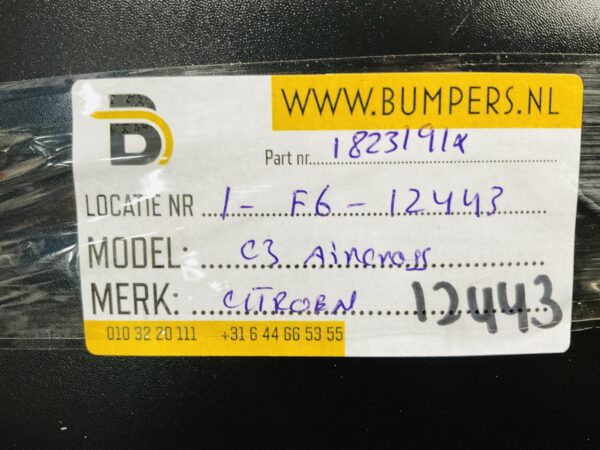 WWW.BUMPERS.NL
Part nr. 1823191x
LOCATIE NR 1 - F6 - 12443
MODEL: C3 Aircross
MERK: CITROEN 12443
010 32 20 111 +31 6 44 66 53 55